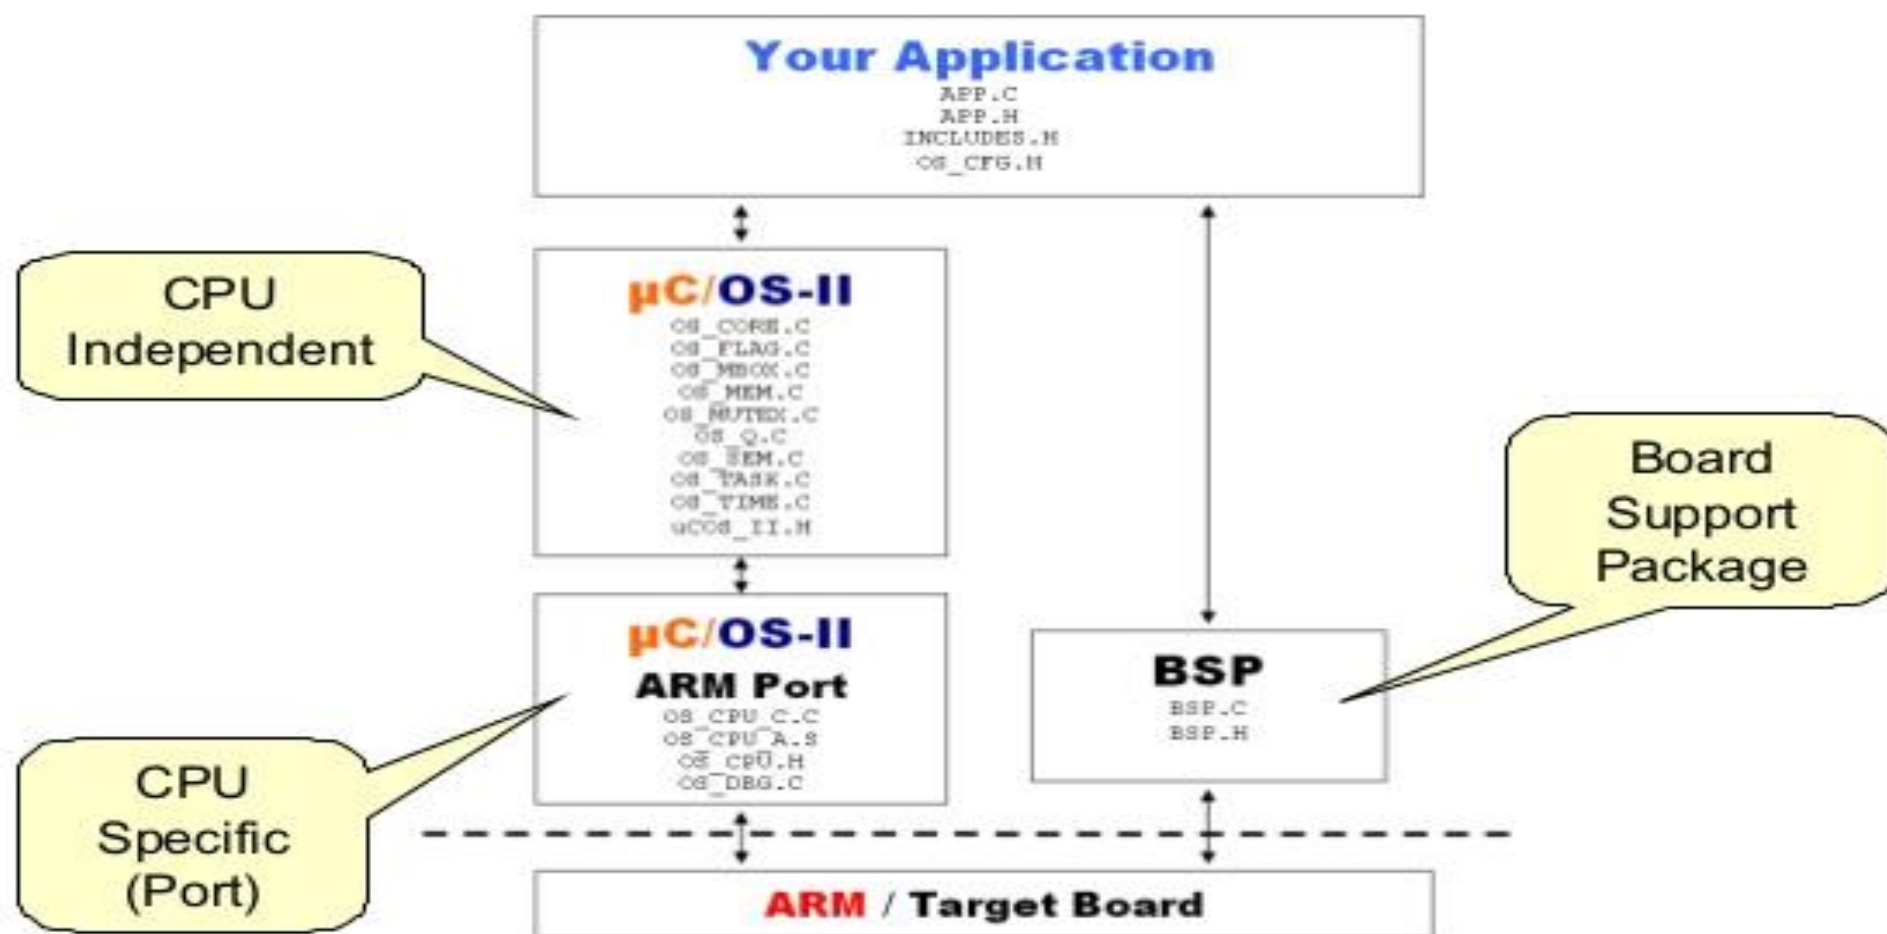 Your Application
APP.C
APP.H
INCLUDES.H
OS_CFG.H
CPU
Independent
µC/OS-II
OS_CORE.C
OS_FLAG.C
OS_MBOX.C
OS_MEM.C
OS_MUTEX.C
OS_Q.C
OS_SEM.C
OS_TASK.C
OS_TIME.C
uCOS_II.H
Board
Support
Package
µC/OS-II
ARM Port
OS_CPU_C.C
OS_CPU_A.S
OS_CPU.H
OS_DBG.C
BSP
BSP.C
BSP.H
CPU
Specific
(Port)
ARM / Target Board